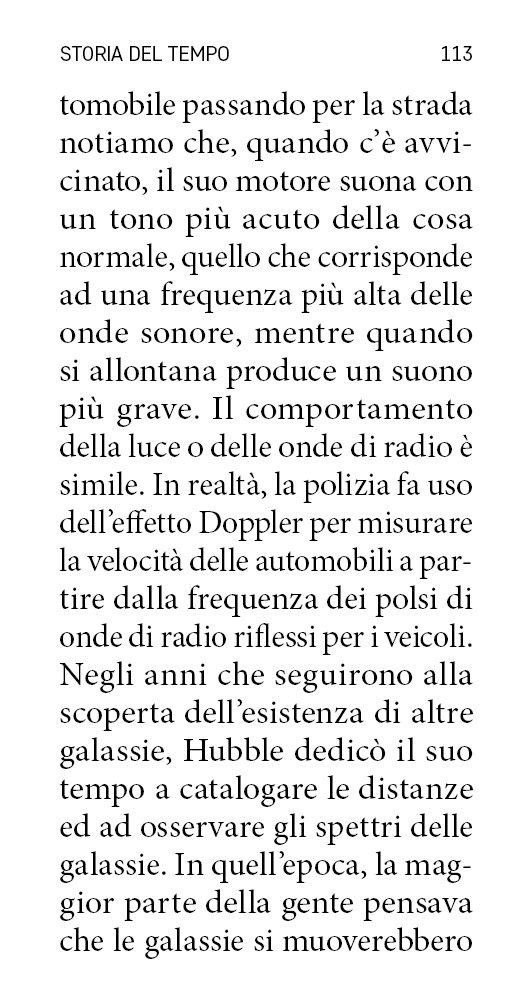 STORIA DEL TEMPO 113
tomobile passando per la strada
notiamo che, quando c’è avvi-
cinato, il suo motore suona con
un tono più acuto della cosa
normale, quello che corrisponde
ad una frequenza più alta delle
onde sonore, mentre quando
si allontana produce un suono
più grave. Il comportamento
della luce o delle onde di radio è
simile. In realtà, la polizia fa uso
dell’effetto Doppler per misurare
la velocità delle automobili a par-
tire dalla frequenza dei polsi di
onde di radio riflessi per i veicoli.
Negli anni che seguirono alla
scoperta dell’esistenza di altre
galassie, Hubble dedicò il suo
tempo a catalogare le distanze
ed ad osservare gli spettri delle
galassie. In quell’epoca, la mag-
gior parte della gente pensava
che le galassie si muoverebbero